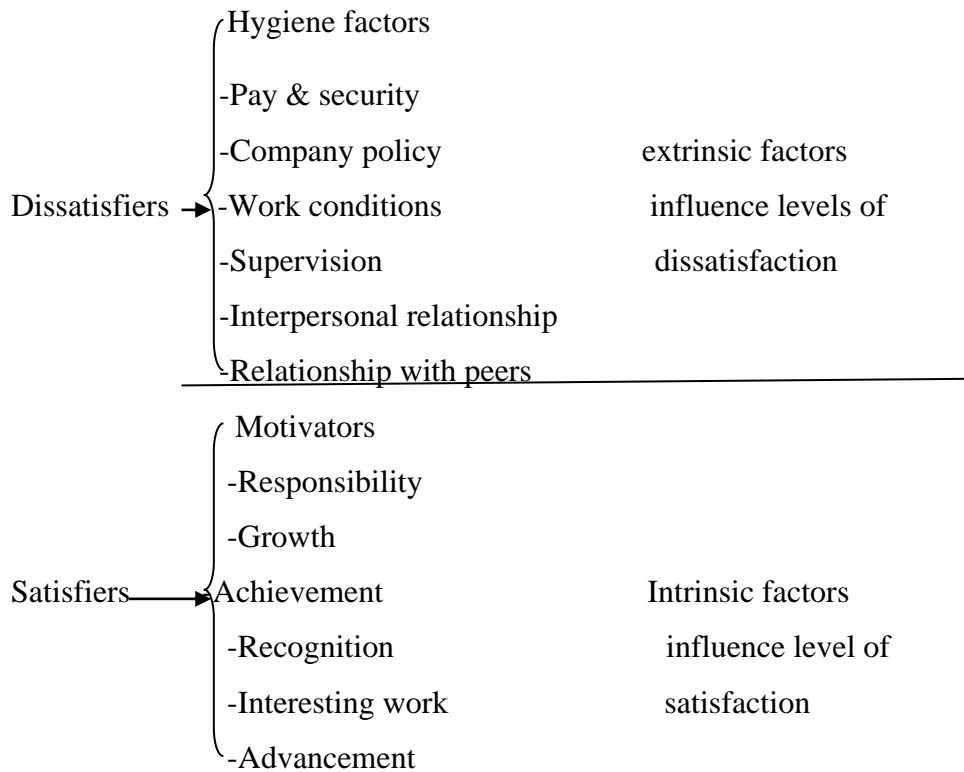 Hygiene factors
-Pay & security
-Company policy extrinsic factors
Dissatisfiers -Work conditions influence levels of
-Supervision dissatisfaction
-Interpersonal relationship
-Relationship with peers
Motivators
-Responsibility
-Growth
Satisfiers -Achievement Intrinsic factors
-Recognition influence level of
-Interesting work satisfaction
-Advancement